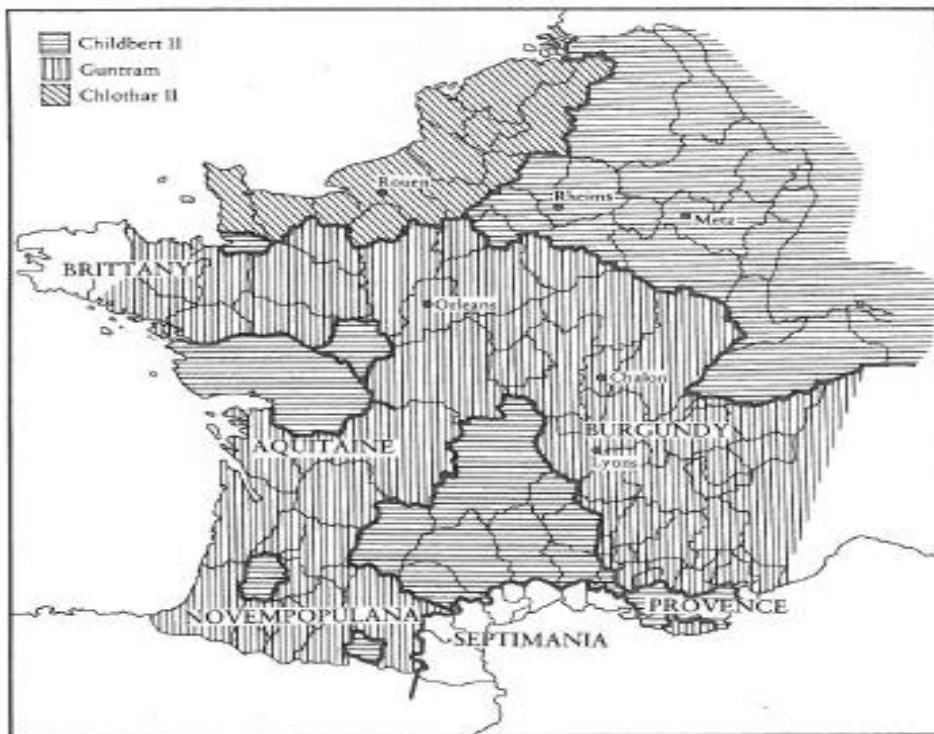 Childbert II
Guntram
Chlothar II
Rouen
Rheims
Metz
BRITTANY
Orleans
Chalon
AQUITAINE
BURGUNDY
Lyons
NOVEMPOPULANA
PROVENCE
SEPTIMANIA